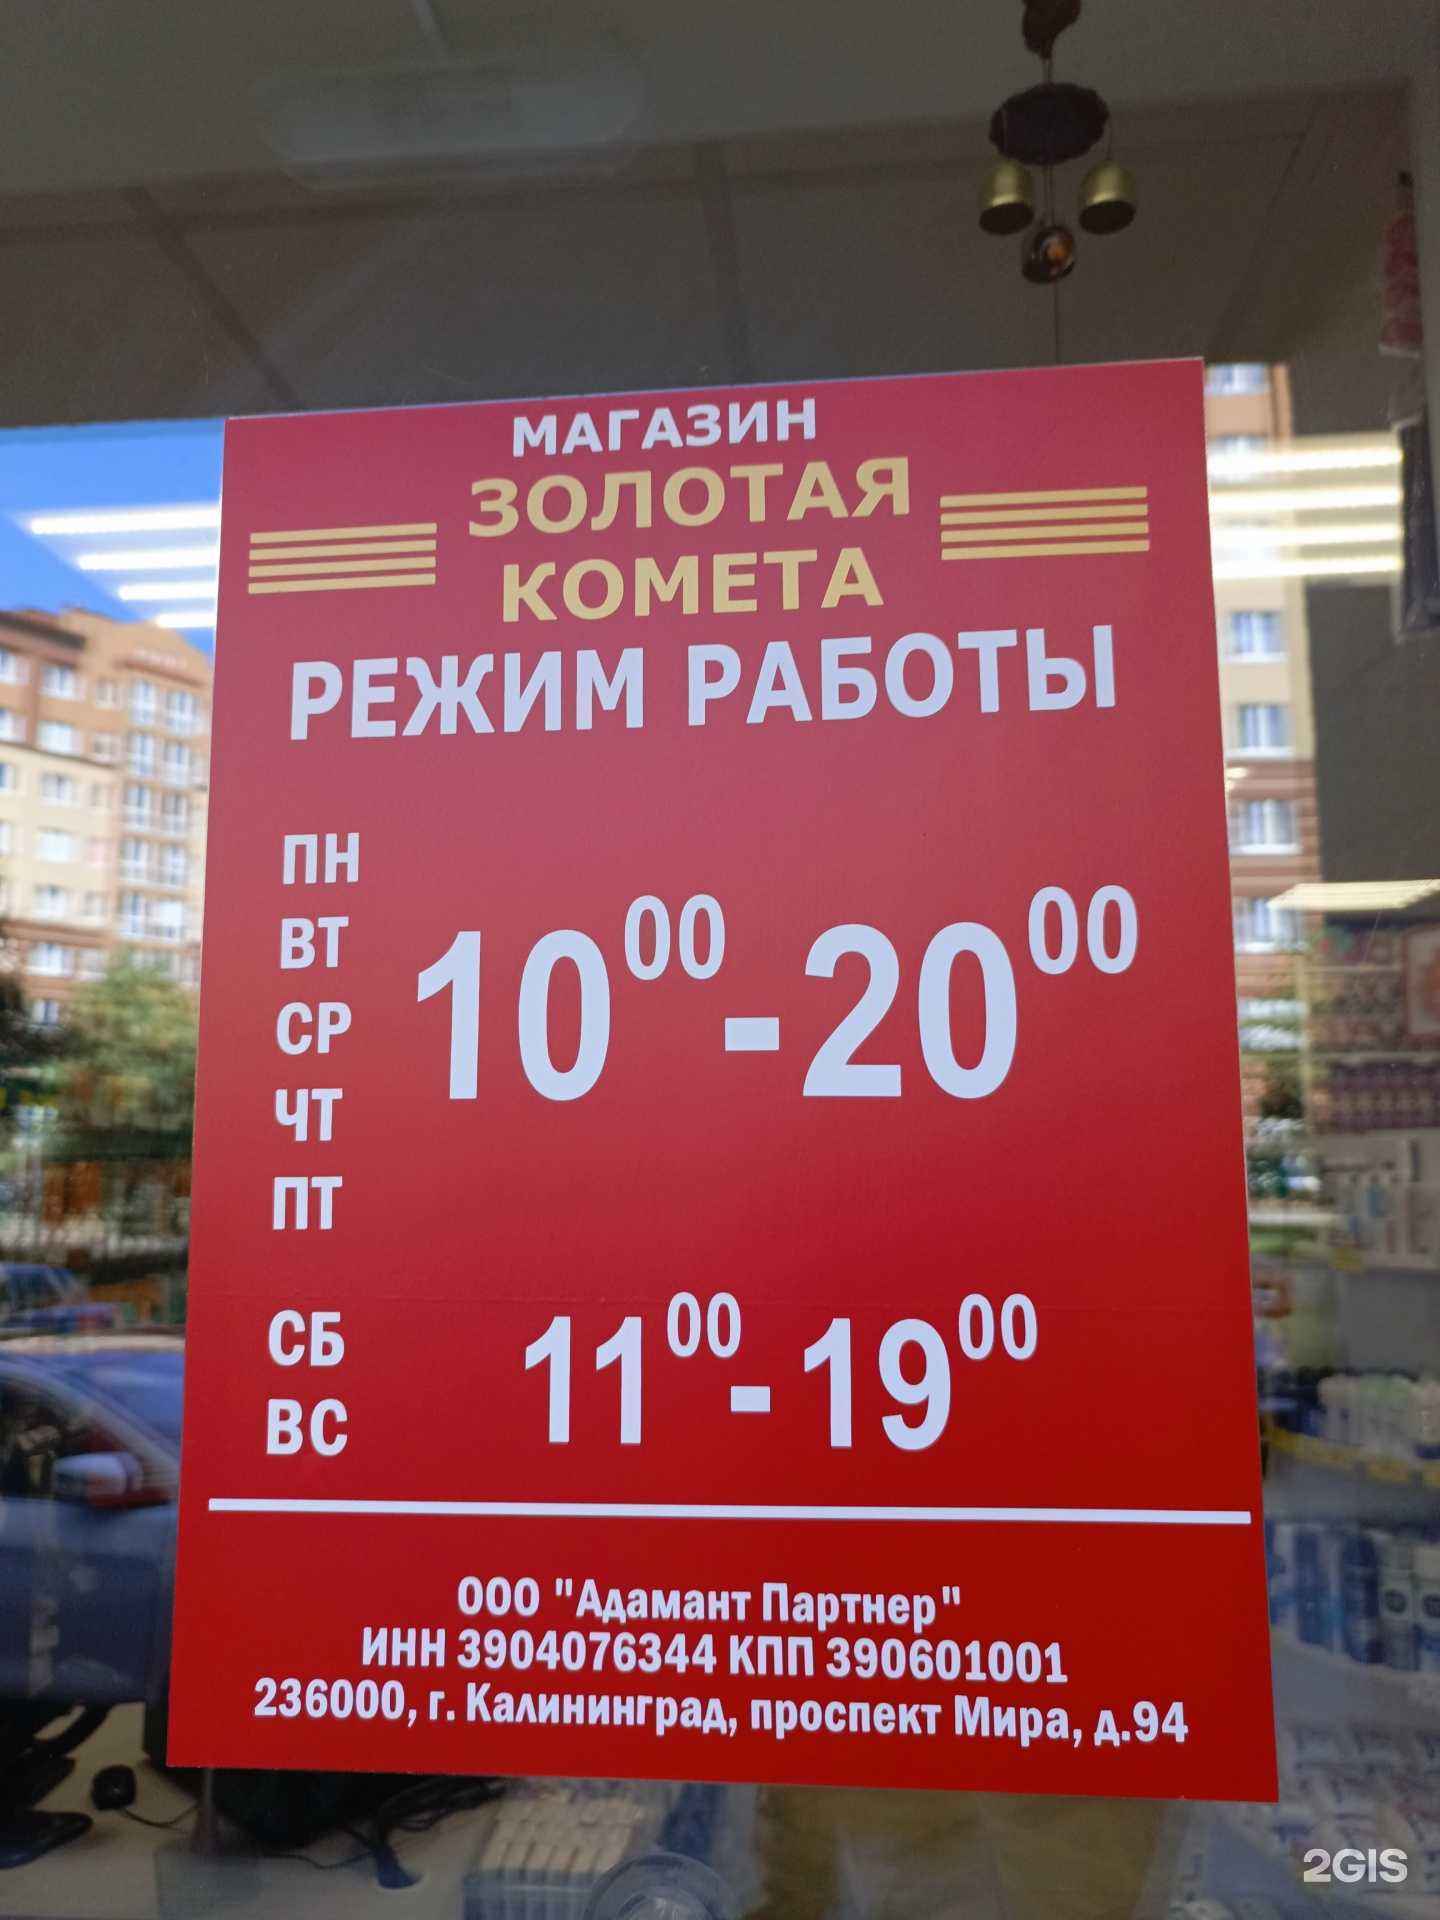 МАГАЗИН
ЗОЛОТАЯ
КОМЕТА
РЕЖИМ РАБОТЫ
ПН
ВТ
СР
ЧТ
ПТ
10⁰⁰-20⁰⁰
СБ
ВС
11⁰⁰-19⁰⁰
ООО "Адамант Партнер"
ИНН 3904076344 КПП 390601001
236000, г. Калининград, проспект Мира, д.94
2GIS